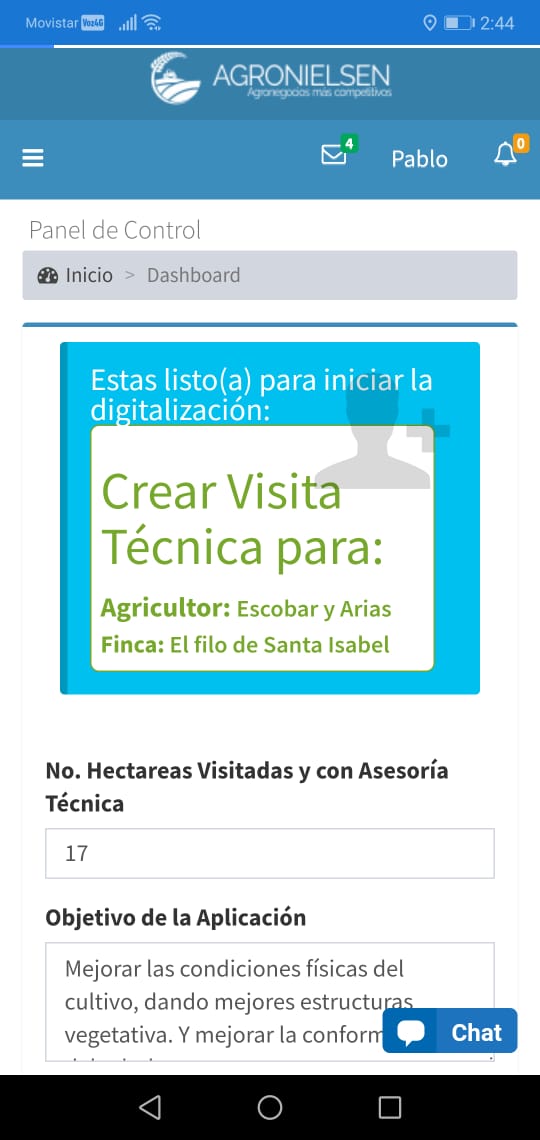 Movistar Voz4G 2:44
AGRONIELSEN
Agronegocios más competitivos
4 Pablo 0
Panel de Control
Inicio > Dashboard
Estas listo(a) para iniciar la
digitalización:
Crear Visita
Técnica para:
Agricultor: Escobar y Arias
Finca: El filo de Santa Isabel
No. Hectareas Visitadas y con Asesoría
Técnica
17
Objetivo de la Aplicación
Mejorar las condiciones físicas del
cultivo, dando mejores estructuras
vegetativa. Y mejorar la conform
Chat